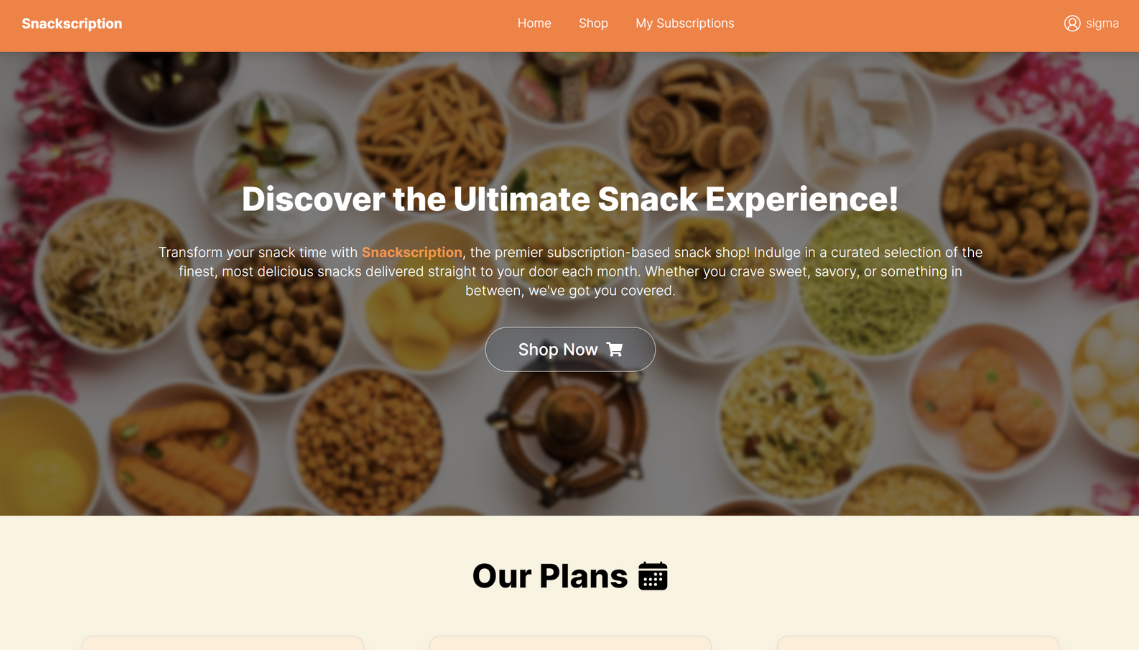 Snackscription
Home Shop My Subscriptions
sigma
Discover the Ultimate Snack Experience!
Transform your snack time with Snackscription, the premier subscription-based snack shop! Indulge in a curated selection of the
finest, most delicious snacks delivered straight to your door each month. Whether you crave sweet, savory, or something in
between, we've got you covered.
Shop Now
Our Plans